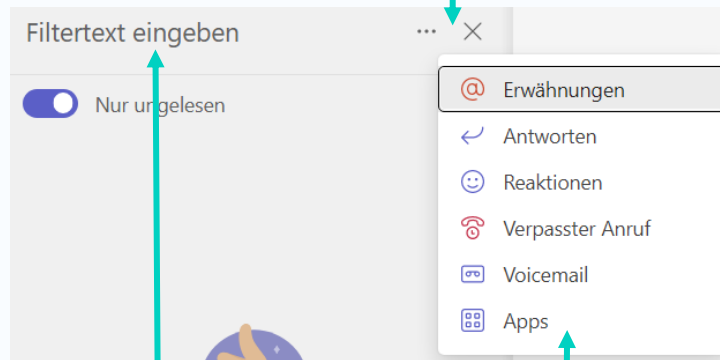 Filtertext eingeben
Nur ungelesen
Erwähnungen
Antworten
Reaktionen
Verpasster Anruf
Voicemail
Apps